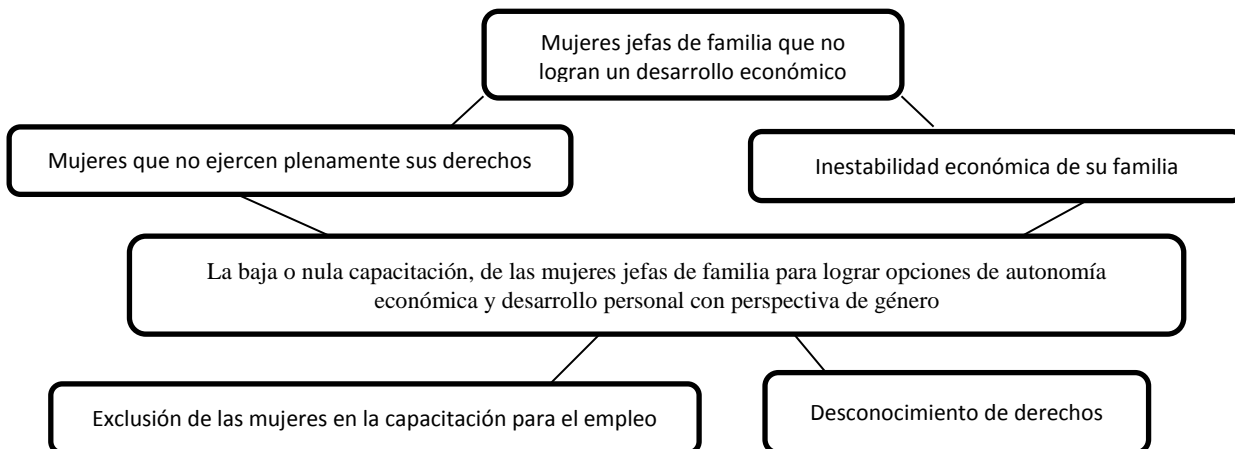 Mujeres jefas de familia que no
logran un desarrollo económico
Mujeres que no ejercen plenamente sus derechos
Inestabilidad económica de su familia
La baja o nula capacitación, de las mujeres jefas de familia para lograr opciones de autonomía
económica y desarrollo personal con perspectiva de género
Exclusión de las mujeres en la capacitación para el empleo
Desconocimiento de derechos